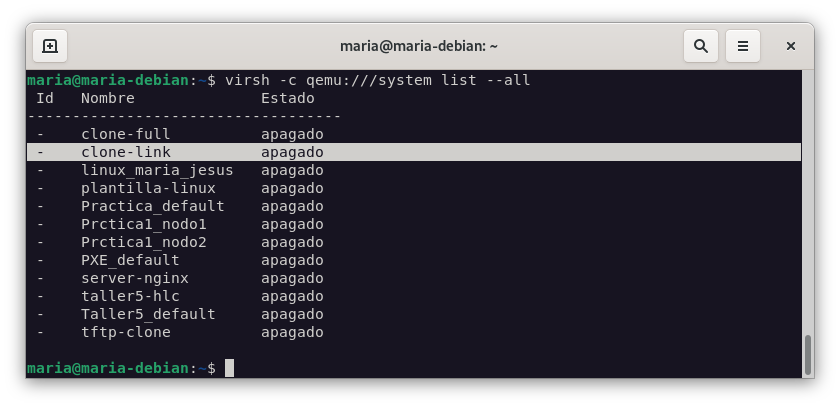 maria@maria-debian: ~
maria@maria-debian:~$ virsh -c qemu:///system list --all
 Id   Nombre              Estado
-----------------------------------
 -    clone-full          apagado
 -    clone-link          apagado
 -    linux_maria_jesus   apagado
 -    plantilla-linux     apagado
 -    Practica_default    apagado
 -    Prctica1_nodo1      apagado
 -    Prctica1_nodo2      apagado
 -    PXE_default         apagado
 -    server-nginx        apagado
 -    taller5-hlc         apagado
 -    Taller5_default     apagado
 -    tftp-clone          apagado
maria@maria-debian:~$